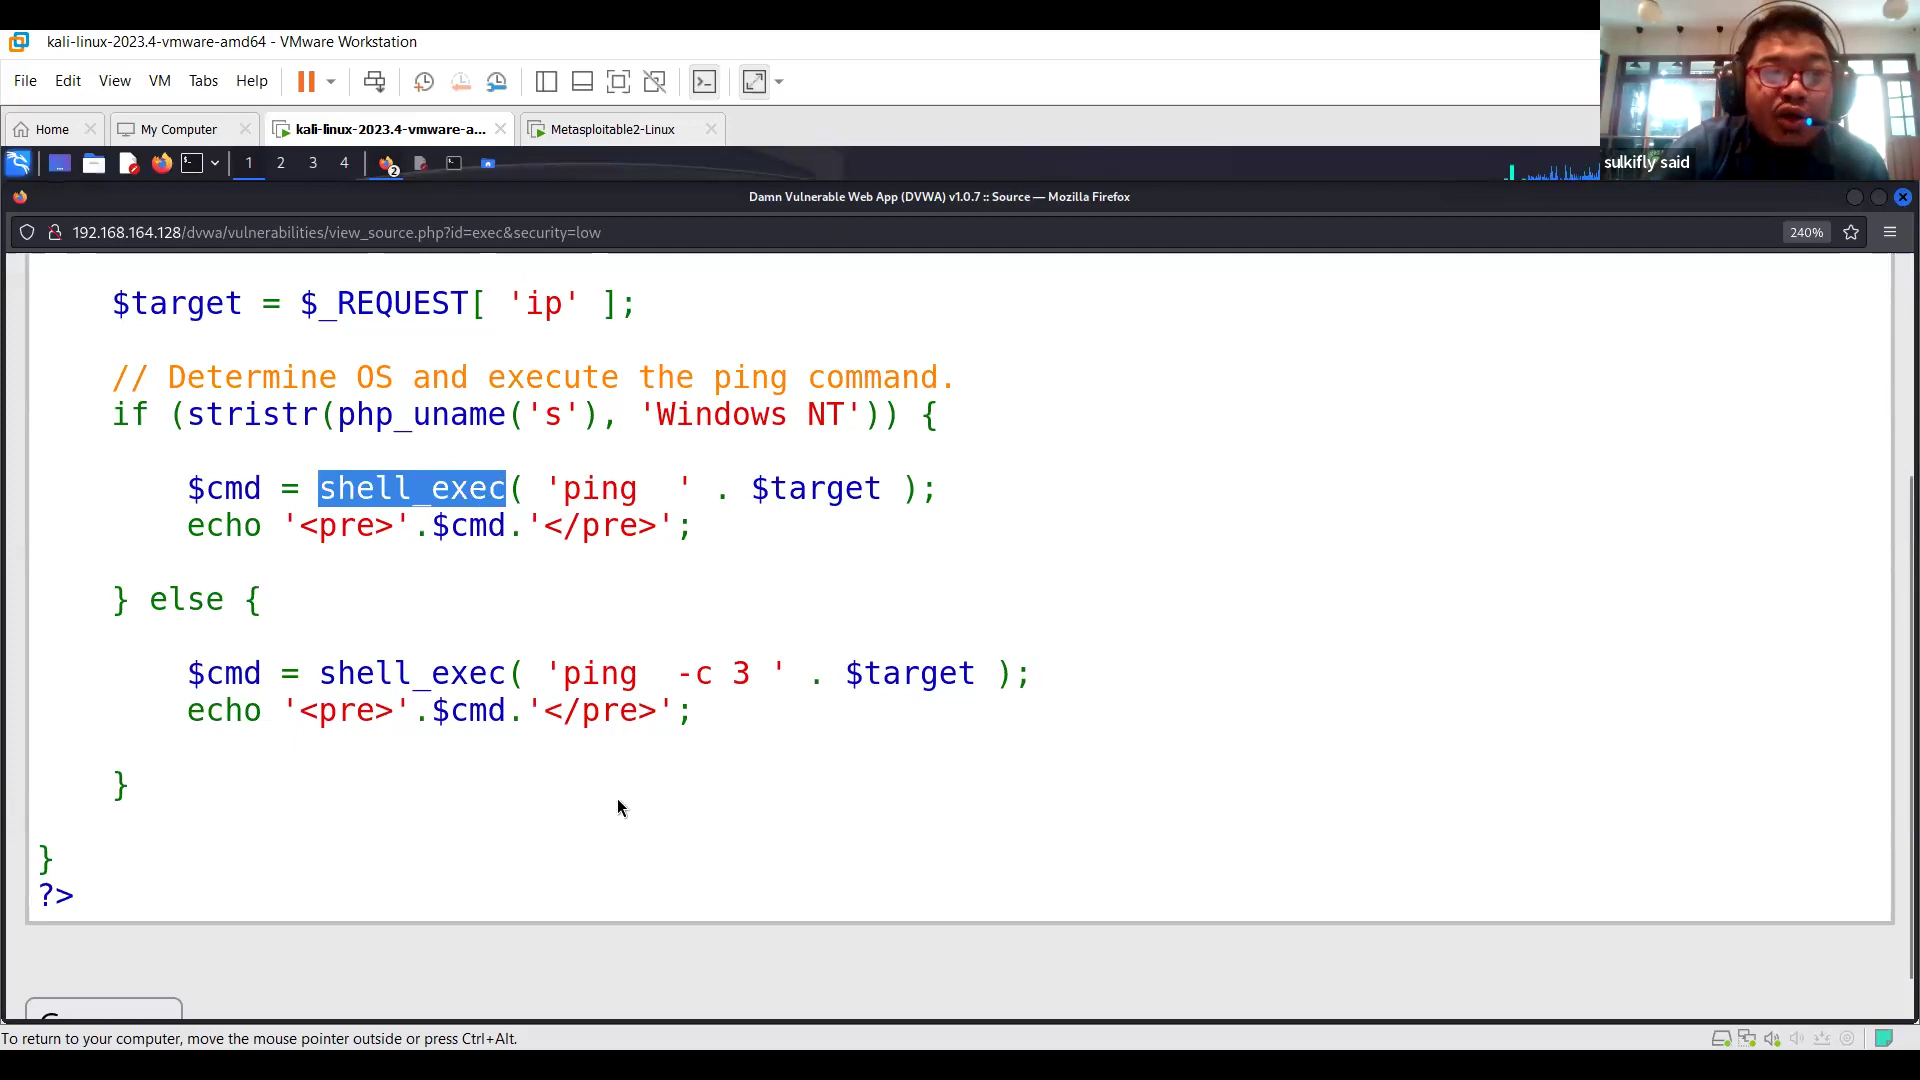 kali-linux-2023.4-vmware-amd64 - VMware Workstation
File Edit View VM Tabs Help
Home My Computer kali-linux-2023.4-vmware-a... Metasploitable2-Linux
1 2 3 4 2
sulkifly said
Damn Vulnerable Web App (DVWA) v1.0.7 :: Source — Mozilla Firefox
192.168.164.128/dvwa/vulnerabilities/view_source.php?id=exec&security=low 240%
$target = $_REQUEST[ 'ip' ];
// Determine OS and execute the ping command.
if (stristr(php_uname('s'), 'Windows NT')) {
$cmd = shell_exec( 'ping  ' . $target );
echo '<pre>'.$cmd.'</pre>';
} else {
$cmd = shell_exec( 'ping  -c 3 ' . $target );
echo '<pre>'.$cmd.'</pre>';
}
}
?>
To return to your computer, move the mouse pointer outside or press Ctrl+Alt.